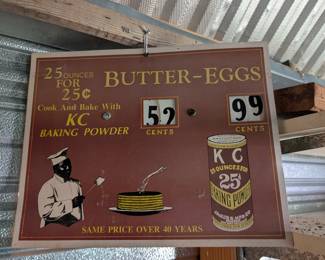 25 OUNCES
FOR
25¢
BUTTER-EGGS
Cook And Bake With
KC
BAKING POWDER
52
CENTS
99
CENTS
KC
25 OUNCES FOR
25¢
BAKING POWDER
SAME PRICE OVER 40 YEARS